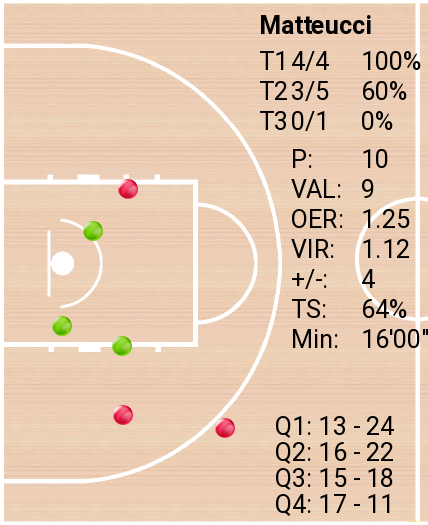 Matteucci
T1 4/4 100%
T2 3/5 60%
T3 0/1 0%
P: 10
VAL: 9
OER: 1.25
VIR: 1.12
+/-: 4
TS: 64%
Min: 16'00"
Q1: 13 - 24
Q2: 16 - 22
Q3: 15 - 18
Q4: 17 - 11